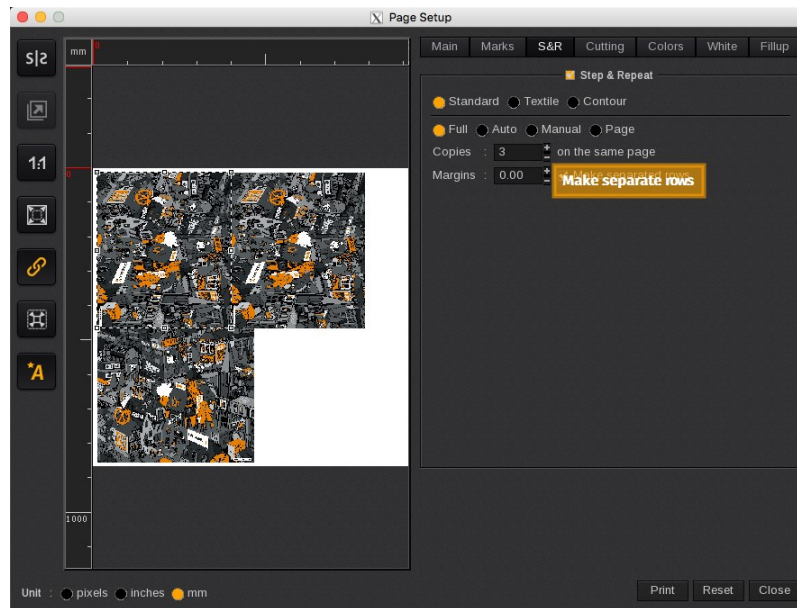 Page Setup
S|S
mm
0
Main Marks S&R Cutting Colors White Fillup
Step & Repeat
Standard Textile Contour
1:1
0
Full Auto Manual Page
Copies : 3 on the same page
Margins : 0.00
Make separate rows
*A
1000
Unit : pixels inches mm
Print Reset Close